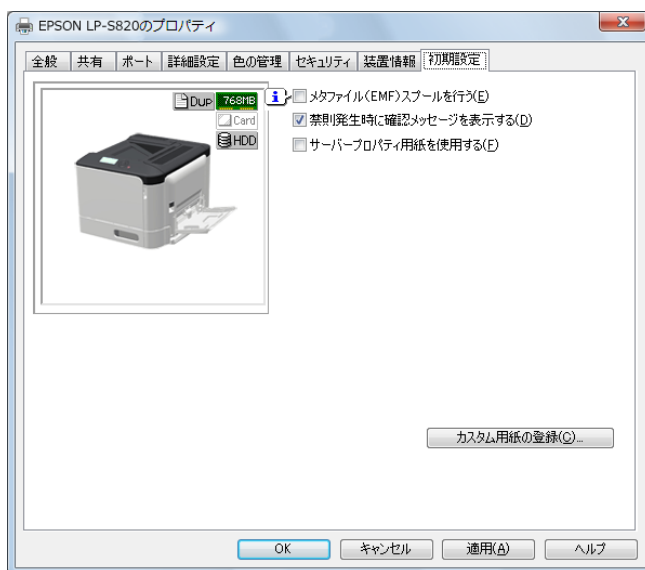 EPSON LP-S820のプロパティ
全般 共有 ポート 詳細設定 色の管理 セキュリティ 装置情報 初期設定
Dup 768MB
Card
HDD
メタファイル(EMF)スプールを行う(E)
禁則発生時に確認メッセージを表示する(D)
サーバープロパティ用紙を使用する(F)
カスタム用紙の登録(C)...
OK キャンセル 適用(A) ヘルプ